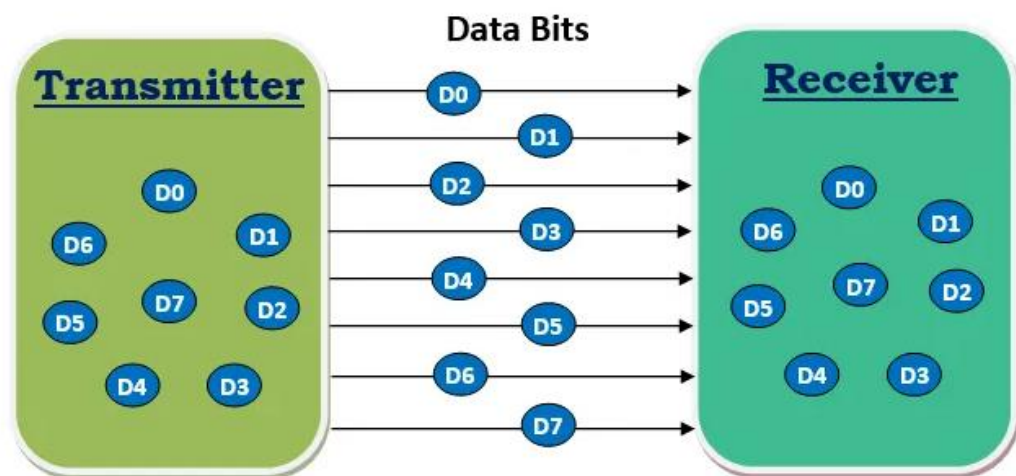 Data Bits
Transmitter
D0
D6
D1
D7
D5
D2
D4
D3
D0
D1
D2
D3
D4
D5
D6
D7
Receiver
D0
D6
D1
D7
D5
D2
D4
D3